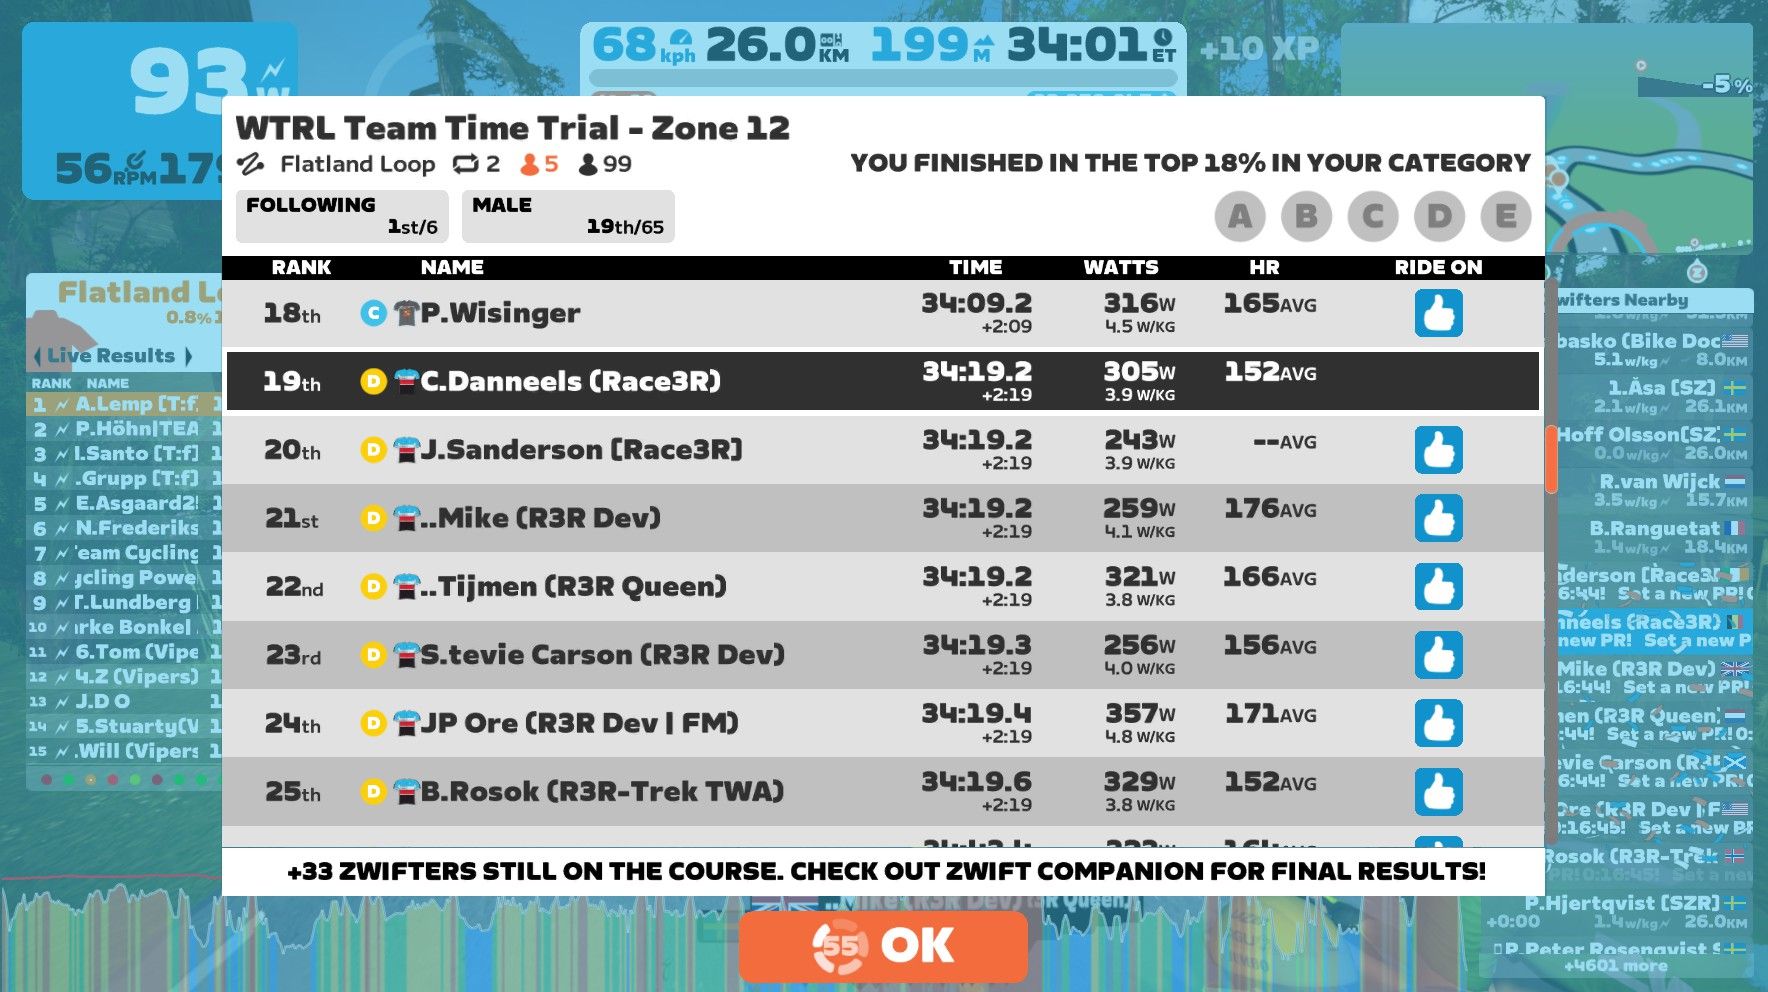 93 W
56 RPM 179
68 kph 26.0 KM 199 M 34:01 ET
+10 XP
-5%
WTRL Team Time Trial - Zone 12
Flatland Loop 2 5 99
YOU FINISHED IN THE TOP 18% IN YOUR CATEGORY
FOLLOWING
1st/6
MALE
19th/65
A B C D E
RANK NAME TIME WATTS HR RIDE ON
18th C P.Wisinger 34:09.2 316W 165AVG
+2:09 4.5 W/KG
19th D C.Danneels (Race3R) 34:19.2 305W 152AVG
+2:19 3.9 W/KG
20th D J.Sanderson [Race3R] 34:19.2 243W --AVG
+2:19 3.9 W/KG
21st D ..Mike (R3R Dev) 34:19.2 259W 176AVG
+2:19 4.1 W/KG
22nd D ..Tijmen (R3R Queen) 34:19.2 321W 166AVG
+2:19 3.8 W/KG
23rd D S.tevie Carson (R3R Dev) 34:19.3 256W 156AVG
+2:19 4.0 W/KG
24th D JP Ore (R3R Dev | FM) 34:19.4 357W 171AVG
+2:19 4.8 W/KG
25th D B.Rosok (R3R-Trek TWA) 34:19.6 329W 152AVG
+2:19 3.8 W/KG
+33 ZWIFTERS STILL ON THE COURSE. CHECK OUT ZWIFT COMPANION FOR FINAL RESULTS!
55 OK
Flatland L
0.8%
Live Results
RANK NAME
1 A.Lemp [T:f
2 P.Höhn|TEA
3 I.Santo [T:f]
4 .Grupp [T:f]
5 E.Asgaard2
6 N.Frederiks
7 eam Cycling
8 ycling Powe
9 T.Lundberg
10 rke Bonkel
11 6.Tom (Vipe
12 4.Z (Vipers)
13 J.D O
14 5.Stuarty(V
15 .Will (Vipers
Z
wifters Nearby
basko (Bike Doc
5.1w/kg 8.0KM
1.Åsa [SZ]
2.1w/kg 26.1KM
Hoff Olsson[SZ
0.0w/kg 26.0KM
R.van Wijck
3.5w/kg 15.7KM
B.Ranguetat
1.4w/kg 18.4KM
derson [Race3
6:44! Set a new PR!
nneels (Race3R)
new PR! Set a new P
Mike (R3R Dev)
16:44! Set a new PR!
men (R3R Queen
:44! Set a new PR!
evie Carson (R3
6:44! Set a new PR!
Ore (R3R Dev | F
0:16:45! Set a new PR
Rosok (R3R-Trek
PR! 0:16:45! Set a new
P.Hjertqvist [SZR]
+0:00 1.4w/kg 26.0KM
P.Peter Rosenqvist
+4601 more